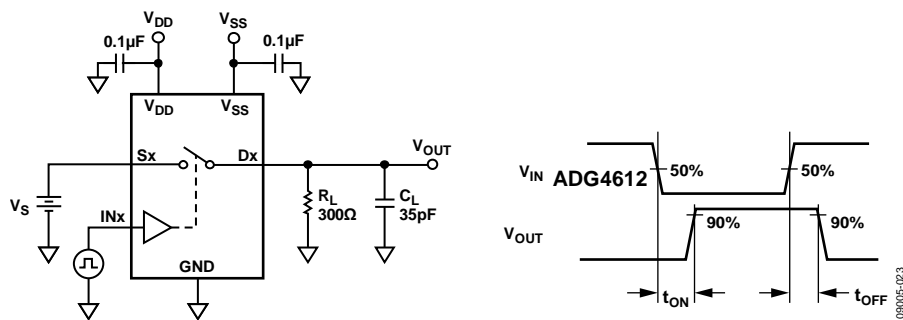 VDD
VSS
0.1µF
0.1µF
VDD
VSS
Sx
Dx
VOUT
VS
INx
RL
300Ω
CL
35pF
GND
VIN
ADG4612
50%
50%
VOUT
90%
90%
tON
tOFF
09005-023